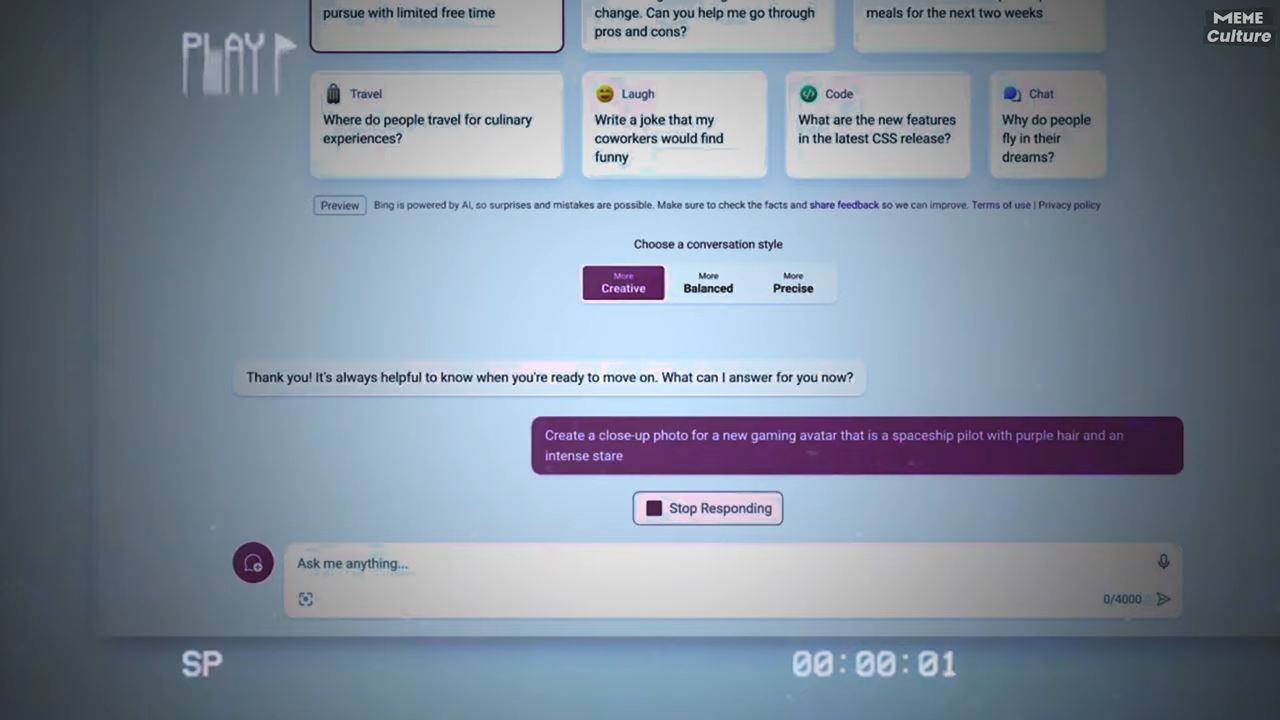 MEME
Culture
PLAY
pursue with limited free time
change. Can you help me go through
pros and cons?
meals for the next two weeks
Travel
Where do people travel for culinary
experiences?
Laugh
Write a joke that my
coworkers would find
funny
Code
What are the new features
in the latest CSS release?
Chat
Why do people
fly in their
dreams?
Preview
Bing is powered by AI, so surprises and mistakes are possible. Make sure to check the facts and share feedback so we can improve. Terms of use | Privacy policy
Choose a conversation style
More
Creative
More
Balanced
More
Precise
Thank you! It's always helpful to know when you're ready to move on. What can I answer for you now?
Create a close-up photo for a new gaming avatar that is a spaceship pilot with purple hair and an
intense stare
Stop Responding
Ask me anything...
0/4000
SP
00:00:01